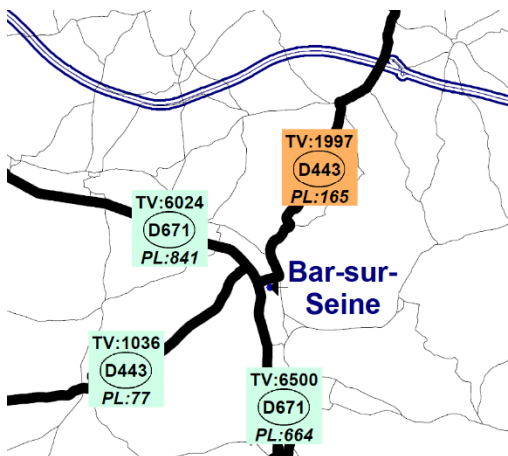 TV:1997
D443
PL:165
TV:6024
D671
PL:841
Bar-sur-
Seine
TV:1036
D443
PL:77
TV:6500
D671
PL:664